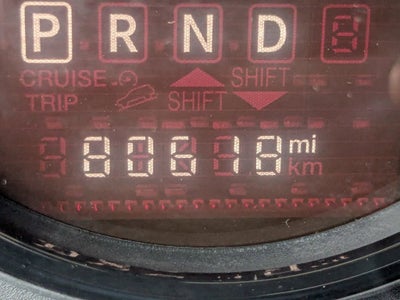 P R N D
CRUISE SHIFT
TRIP SHIFT
80618 mi
km